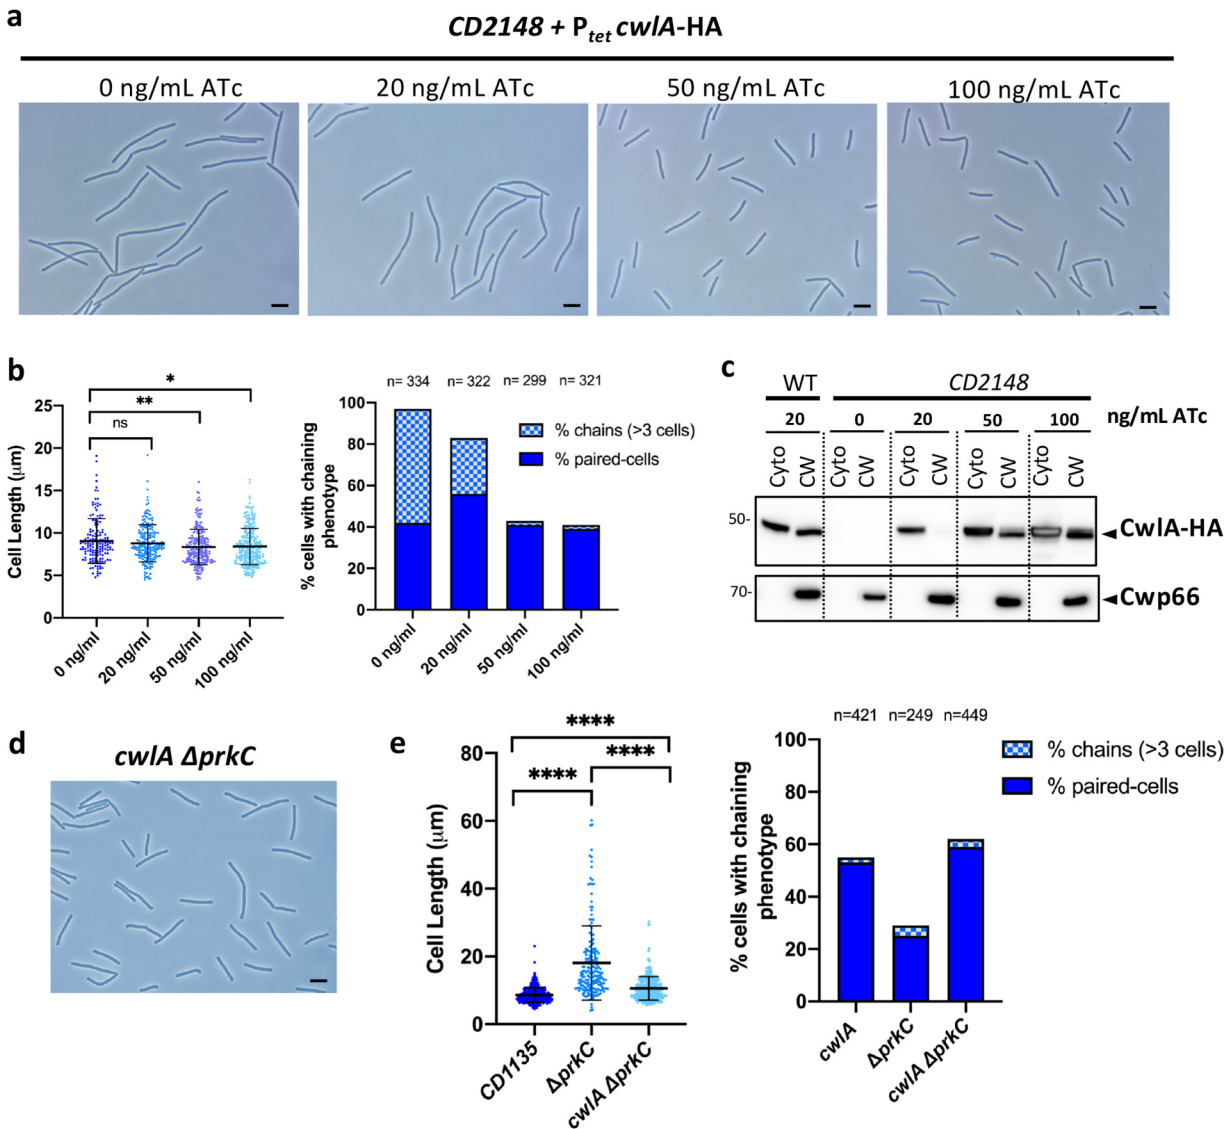 a
CD2148 + Ptet cwlA-HA
0 ng/mL ATc
20 ng/mL ATc
50 ng/mL ATc
100 ng/mL ATc
b
*
**
ns
25
20
15
10
5
0
Cell Length (μm)
0 ng/ml
20 ng/ml
50 ng/ml
100 ng/ml
n= 334
n= 322
n= 299
n= 321
100
80
60
40
20
0
% cells with chaining
phenotype
% chains (>3 cells)
% paired-cells
0 ng/ml
20 ng/ml
50 ng/ml
100 ng/ml
c
WT
CD2148
20
0
20
50
100
ng/mL ATc
Cyto
CW
Cyto
CW
Cyto
CW
Cyto
CW
Cyto
CW
50-
CwlA-HA
70-
Cwp66
d
cwlA ΔprkC
e
****
****
****
80
60
40
20
0
Cell Length (μm)
CD1135
ΔprkC
cwlA ΔprkC
n=421
n=249
n=449
100
80
60
40
20
0
% cells with chaining
phenotype
% chains (>3 cells)
% paired-cells
cwlA
ΔprkC
cwlA ΔprkC